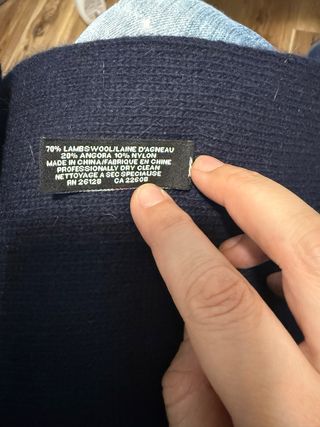 70% LAMBSWOOL/LAINE D'AGNEAU
20% ANGORA 10% NYLON
MADE IN CHINA/FABRIQUE EN CHINE
PROFESSIONALLY DRY CLEAN
NETTOYAGE A SEC SPECIALISE
RN 26128 CA 22608